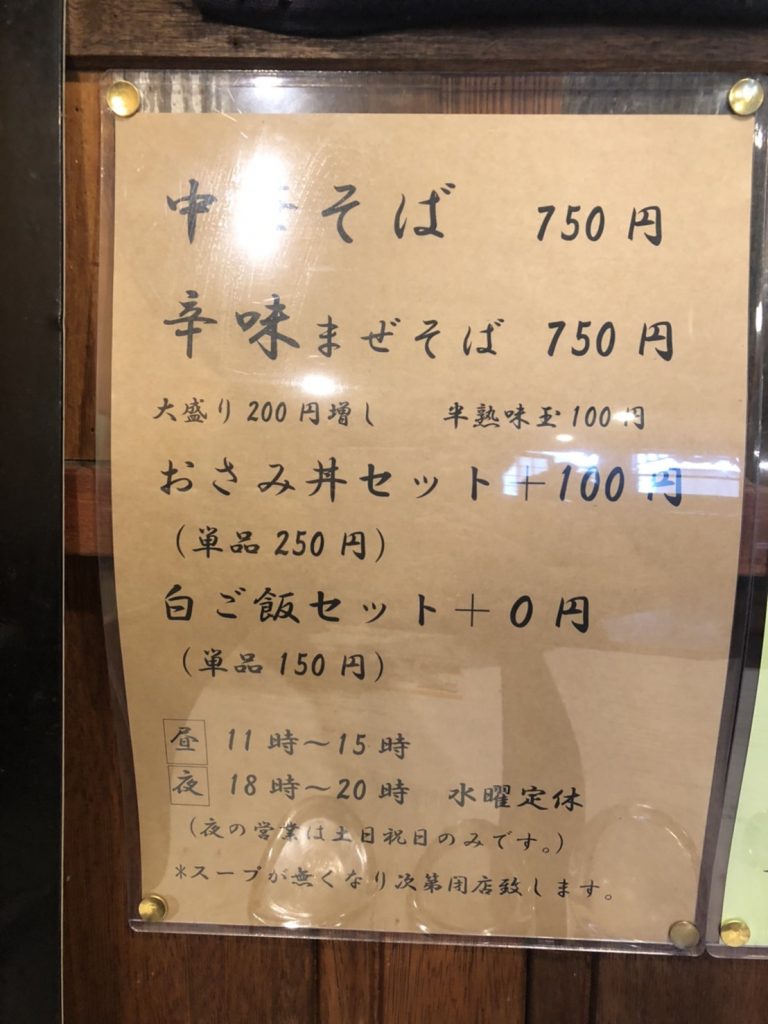 中華そば 750円
辛味まぜそば 750円
大盛り200円増し 半熟味玉100円
おさみ丼セット+100円
(単品250円)
白ご飯セット+0円
(単品150円)
昼 11時~15時
夜 18時~20時 水曜定休
(夜の営業は土日祝日のみです。)
*スープが無くなり次第閉店致します。